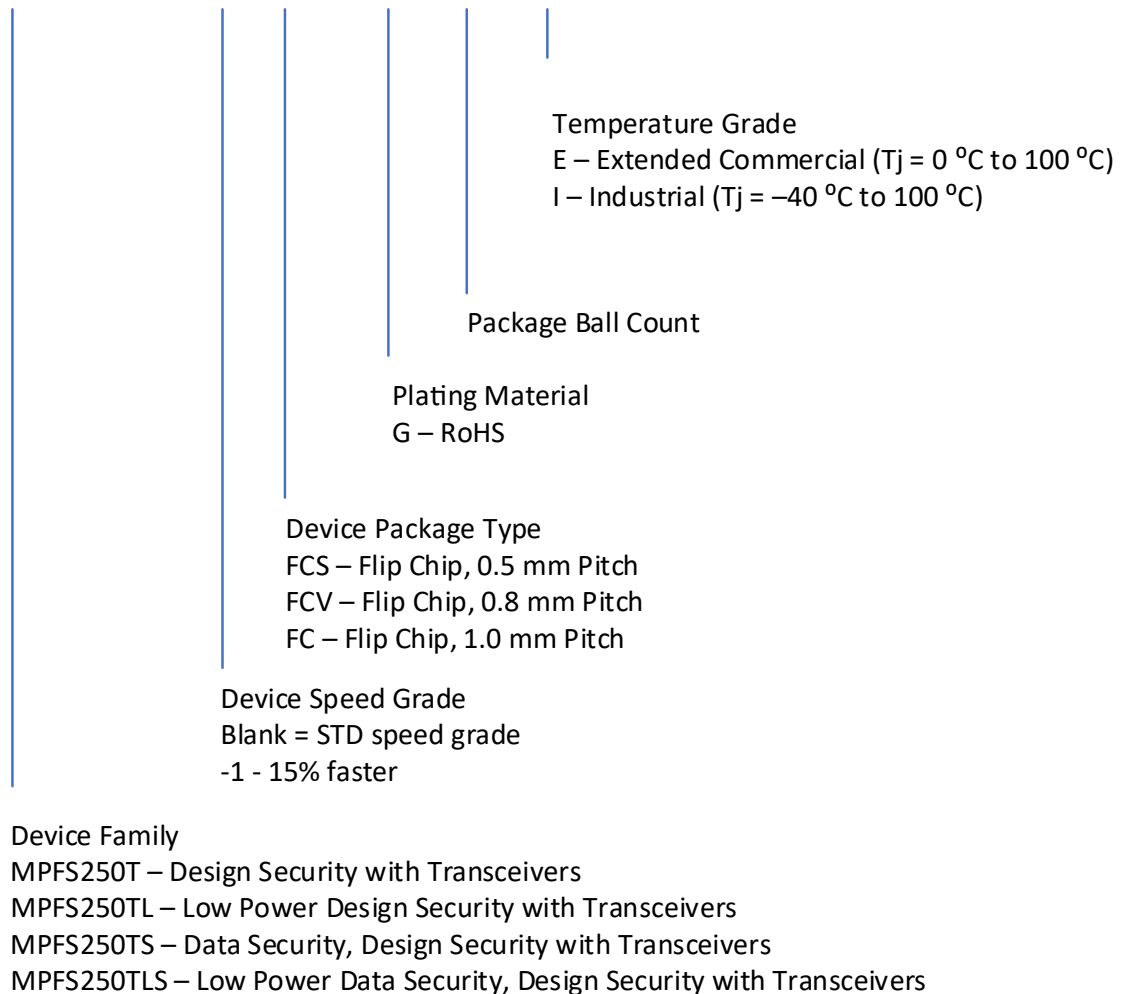 Temperature Grade
E – Extended Commercial (Tj = 0 ⁰C to 100 ⁰C)
I – Industrial (Tj = –40 ⁰C to 100 ⁰C)
Package Ball Count
Plating Material
G – RoHS
Device Package Type
FCS – Flip Chip, 0.5 mm Pitch
FCV – Flip Chip, 0.8 mm Pitch
FC – Flip Chip, 1.0 mm Pitch
Device Speed Grade
Blank = STD speed grade
-1 - 15% faster
Device Family
MPFS250T – Design Security with Transceivers
MPFS250TL – Low Power Design Security with Transceivers
MPFS250TS – Data Security, Design Security with Transceivers
MPFS250TLS – Low Power Data Security, Design Security with Transceivers